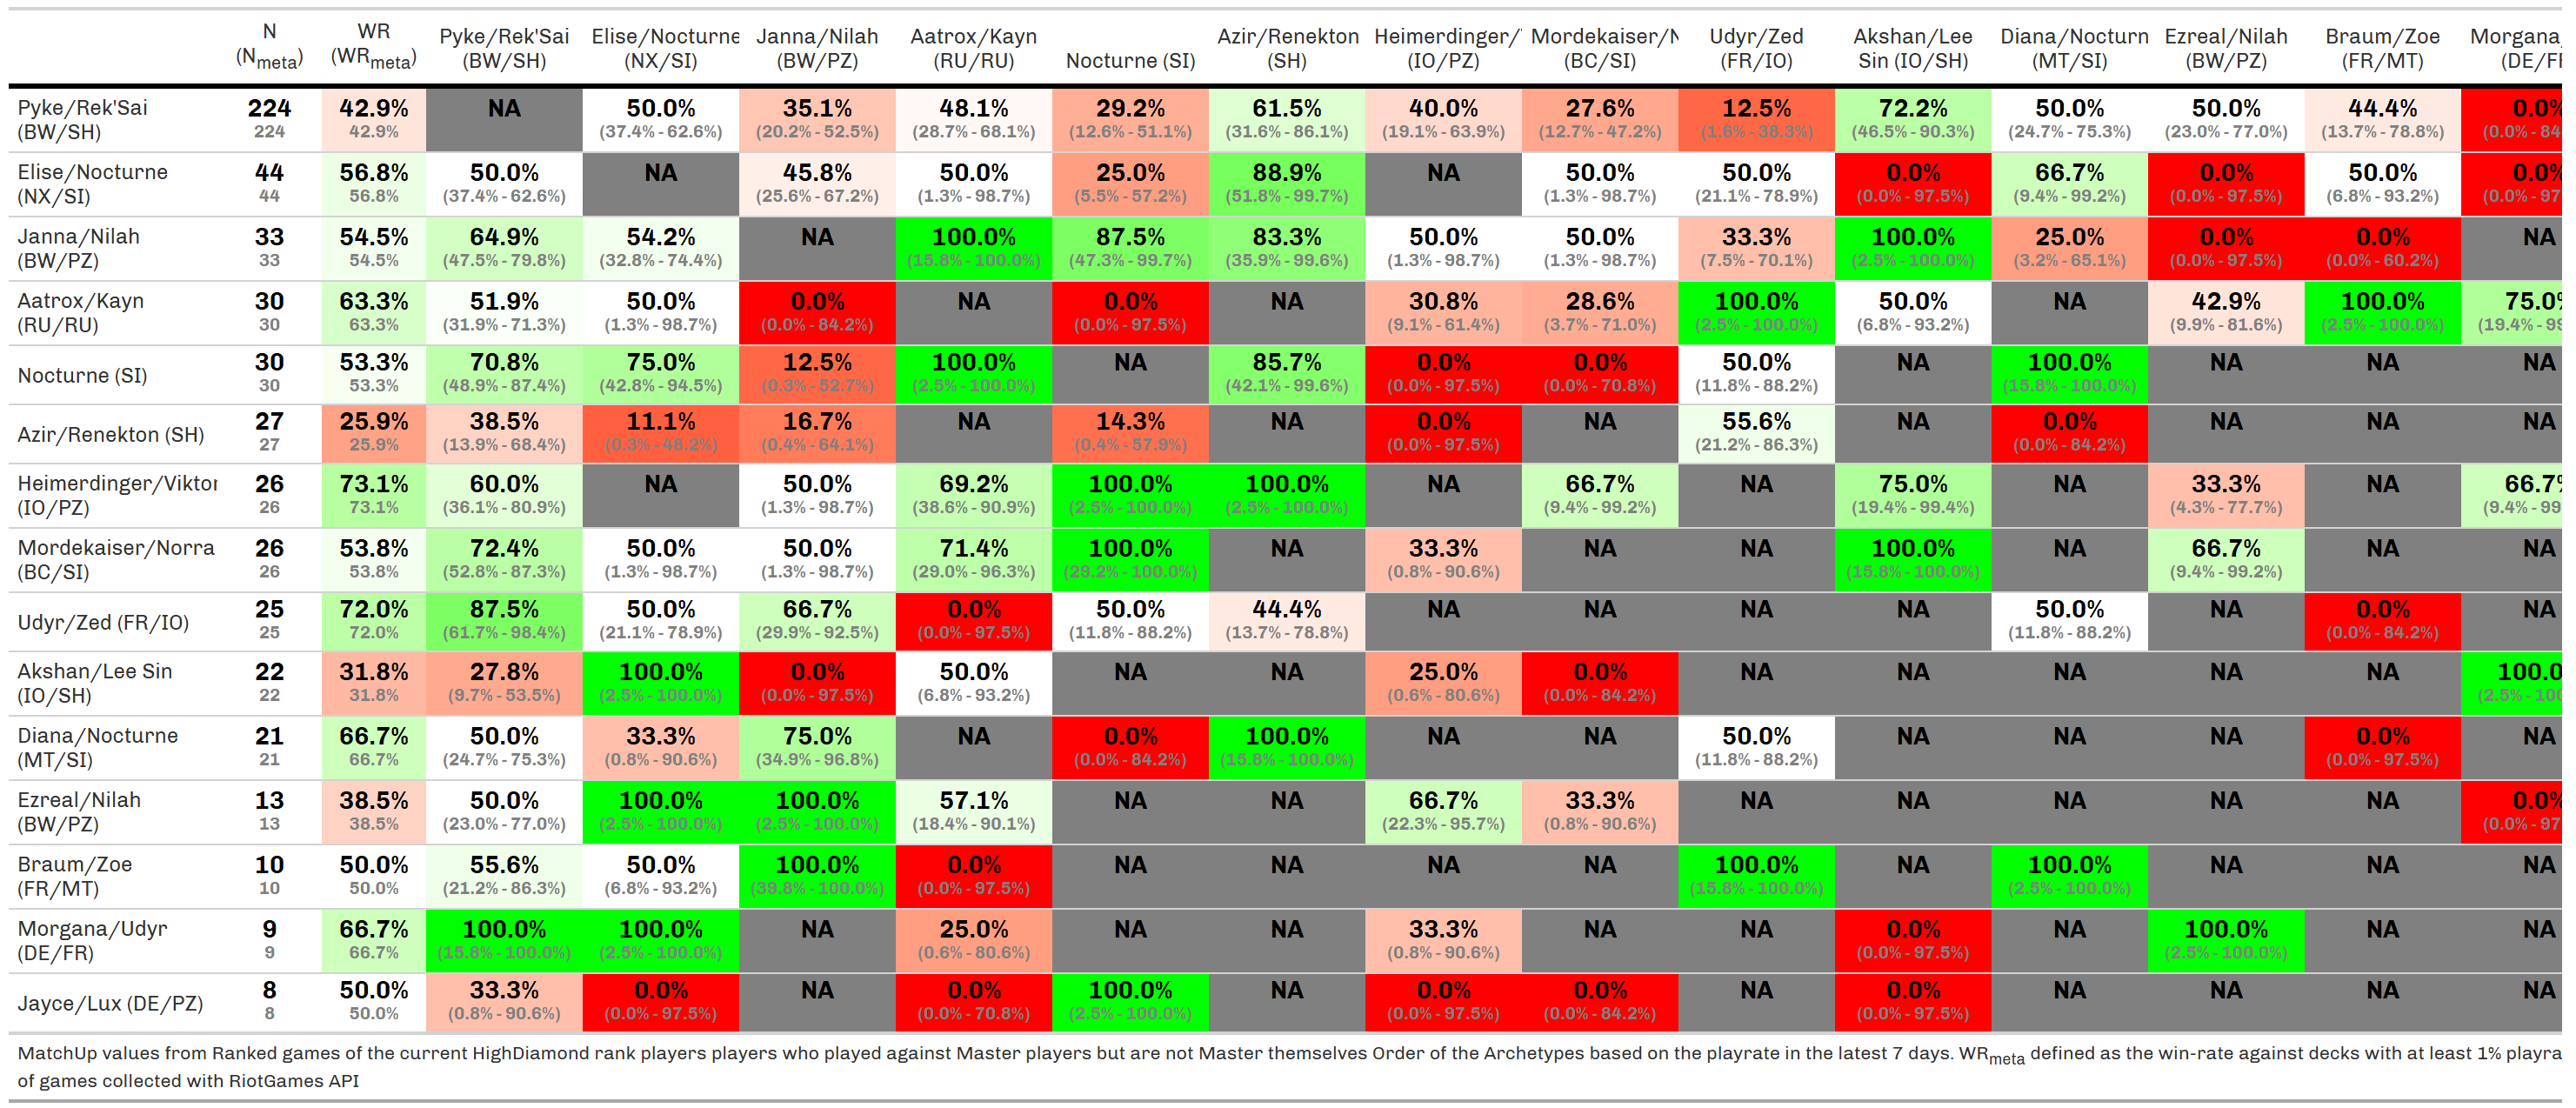 N WR Pyke/Rek'Sai Elise/Nocturne Janna/Nilah Aatrox/Kayn Nocturne (SI) Azir/Renekton Heimerdinger/ Mordekaiser/N Udyr/Zed Akshan/Lee Diana/Nocturn Ezreal/Nilah Braum/Zoe Morgana
(Nmeta) (WRmeta) (BW/SH) (NX/SI) (BW/PZ) (RU/RU) (SH) (IO/PZ) (BC/SI) (FR/IO) Sin (IO/SH) (MT/SI) (BW/PZ) (FR/MT) (DE/F
Pyke/Rek'Sai 224 42.9% NA 50.0% 35.1% 48.1% 29.2% 61.5% 40.0% 27.6% 12.5% 72.2% 50.0% 50.0% 44.4% 0.0%
(BW/SH) 224 42.9% (37.4% - 62.6%) (20.2% - 52.5%) (28.7% - 68.1%) (12.6% - 51.1%) (31.6% - 86.1%) (19.1% - 63.9%) (12.7% - 47.2%) (1.6% - 38.3%) (46.5% - 90.3%) (24.7% - 75.3%) (23.0% - 77.0%) (13.7% - 78.8%) (0.0% - 84
Elise/Nocturne 44 56.8% 50.0% NA 45.8% 50.0% 25.0% 88.9% NA 50.0% 50.0% 0.0% 66.7% 0.0% 50.0% 0.0%
(NX/SI) 44 56.8% (37.4% - 62.6%) (25.6% - 67.2%) (1.3% - 98.7%) (5.5% - 57.2%) (51.8% - 99.7%) (1.3% - 98.7%) (21.1% - 78.9%) (0.0% - 97.5%) (9.4% - 99.2%) (0.0% - 97.5%) (6.8% - 93.2%) (0.0% - 97
Janna/Nilah 33 54.5% 64.9% 54.2% NA 100.0% 87.5% 83.3% 50.0% 50.0% 33.3% 100.0% 25.0% 0.0% 0.0% NA
(BW/PZ) 33 54.5% (47.5% - 79.8%) (32.8% - 74.4%) (15.8% - 100.0%) (47.3% - 99.7%) (35.9% - 99.6%) (1.3% - 98.7%) (1.3% - 98.7%) (7.5% - 70.1%) (2.5% - 100.0%) (3.2% - 65.1%) (0.0% - 97.5%) (0.0% - 60.2%)
Aatrox/Kayn 30 63.3% 51.9% 50.0% 0.0% NA 0.0% NA 30.8% 28.6% 100.0% 50.0% NA 42.9% 100.0% 75.0%
(RU/RU) 30 63.3% (31.9% - 71.3%) (1.3% - 98.7%) (0.0% - 84.2%) (0.0% - 97.5%) (9.1% - 61.4%) (3.7% - 71.0%) (2.5% - 100.0%) (6.8% - 93.2%) (9.9% - 81.6%) (2.5% - 100.0%) (19.4% - 99
Nocturne (SI) 30 53.3% 70.8% 75.0% 12.5% 100.0% NA 85.7% 0.0% 0.0% 50.0% NA 100.0% NA NA NA
30 53.3% (48.9% - 87.4%) (42.8% - 94.5%) (0.3% - 52.7%) (2.5% - 100.0%) (42.1% - 99.6%) (0.0% - 97.5%) (0.0% - 70.8%) (11.8% - 88.2%) (15.8% - 100.0%)
Azir/Renekton (SH) 27 25.9% 38.5% 11.1% 16.7% NA 14.3% NA 0.0% NA 55.6% NA 0.0% NA NA NA
27 25.9% (13.9% - 68.4%) (0.3% - 48.2%) (0.4% - 64.1%) (0.4% - 57.9%) (0.0% - 97.5%) (21.2% - 86.3%) (0.0% - 84.2%)
Heimerdinger/Viktor 26 73.1% 60.0% NA 50.0% 69.2% 100.0% 100.0% NA 66.7% NA 75.0% NA 33.3% NA 66.7%
(IO/PZ) 26 73.1% (36.1% - 80.9%) (1.3% - 98.7%) (38.6% - 90.9%) (2.5% - 100.0%) (2.5% - 100.0%) (9.4% - 99.2%) (19.4% - 99.4%) (4.3% - 77.7%) (9.4% - 99
Mordekaiser/Norra 26 53.8% 72.4% 50.0% 50.0% 71.4% 100.0% NA 33.3% NA NA 100.0% NA 66.7% NA NA
(BC/SI) 26 53.8% (52.8% - 87.3%) (1.3% - 98.7%) (1.3% - 98.7%) (29.0% - 96.3%) (29.2% - 100.0%) (0.8% - 90.6%) (15.8% - 100.0%) (9.4% - 99.2%)
Udyr/Zed (FR/IO) 25 72.0% 87.5% 50.0% 66.7% 0.0% 50.0% 44.4% NA NA NA NA 50.0% NA 0.0% NA
25 72.0% (61.7% - 98.4%) (21.1% - 78.9%) (29.9% - 92.5%) (0.0% - 97.5%) (11.8% - 88.2%) (13.7% - 78.8%) (11.8% - 88.2%) (0.0% - 84.2%)
Akshan/Lee Sin 22 31.8% 27.8% 100.0% 0.0% 50.0% NA NA 25.0% 0.0% NA NA NA NA NA 100.0
(IO/SH) 22 31.8% (9.7% - 53.5%) (2.5% - 100.0%) (0.0% - 97.5%) (6.8% - 93.2%) (0.6% - 80.6%) (0.0% - 84.2%) (2.5% - 100
Diana/Nocturne 21 66.7% 50.0% 33.3% 75.0% NA 0.0% 100.0% NA NA 50.0% NA NA NA 0.0% NA
(MT/SI) 21 66.7% (24.7% - 75.3%) (0.8% - 90.6%) (34.9% - 96.8%) (0.0% - 84.2%) (15.8% - 100.0%) (11.8% - 88.2%) (0.0% - 97.5%)
Ezreal/Nilah 13 38.5% 50.0% 100.0% 100.0% 57.1% NA NA 66.7% 33.3% NA NA NA NA NA 0.0%
(BW/PZ) 13 38.5% (23.0% - 77.0%) (2.5% - 100.0%) (2.5% - 100.0%) (18.4% - 90.1%) (22.3% - 95.7%) (0.8% - 90.6%) (0.0% - 97
Braum/Zoe 10 50.0% 55.6% 50.0% 100.0% 0.0% NA NA NA NA 100.0% NA 100.0% NA NA NA
(FR/MT) 10 50.0% (21.2% - 86.3%) (6.8% - 93.2%) (39.8% - 100.0%) (0.0% - 97.5%) (15.8% - 100.0%) (2.5% - 100.0%)
Morgana/Udyr 9 66.7% 100.0% 100.0% NA 25.0% NA NA 33.3% NA NA 0.0% NA 100.0% NA NA
(DE/FR) 9 66.7% (15.8% - 100.0%) (2.5% - 100.0%) (0.6% - 80.6%) (0.8% - 90.6%) (0.0% - 97.5%) (2.5% - 100.0%)
Jayce/Lux (DE/PZ) 8 50.0% 33.3% 0.0% NA 0.0% 100.0% NA 0.0% 0.0% NA 0.0% NA NA NA NA
8 50.0% (0.8% - 90.6%) (0.0% - 97.5%) (0.0% - 70.8%) (2.5% - 100.0%) (0.0% - 97.5%) (0.0% - 84.2%) (0.0% - 97.5%)
MatchUp values from Ranked games of the current HighDiamond rank players players who played against Master players but are not Master themselves Order of the Archetypes based on the playrate in the latest 7 days. WRmeta defined as the win-rate against decks with at least 1% playra
of games collected with RiotGames API